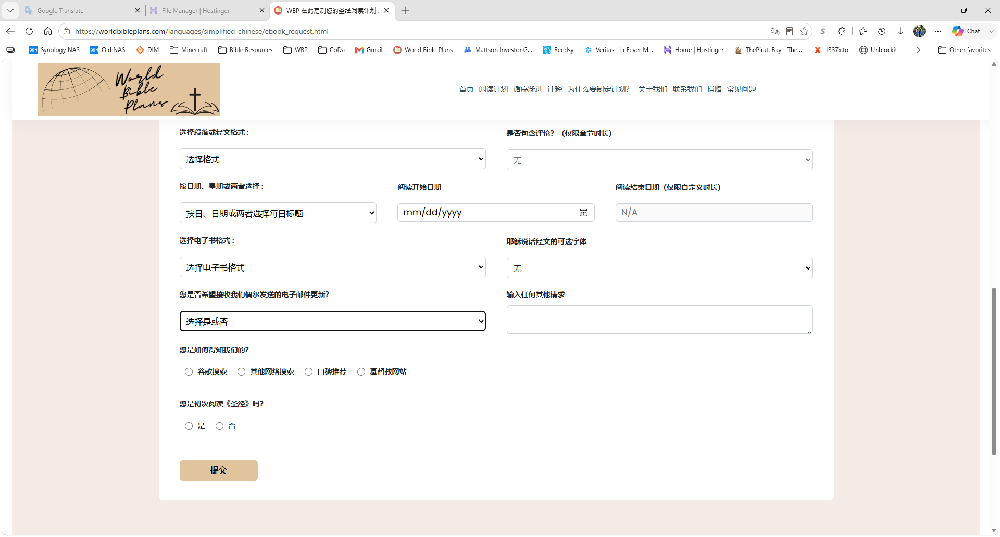 Google Translate
File Manager | Hostinger
WBP 在此定制您的圣经阅读计划...
https://worldbibleplans.com/languages/simplified-chinese/ebook_request.html
Chat
Synology NAS
Old NAS
DIM
Minecraft
Bible Resources
WBP
CoDa
Gmail
World Bible Plans
Mattson Investor G...
Reedsy
Veritas - LeFever M...
Home | Hostinger
ThePirateBay - The...
1337x.to
Unblockit
Other favorites
World
Bible
Plans
首页 阅读计划 循序渐进 注释 为什么要制定计划？ 关于我们 联系我们 捐赠 常见问题
选择段落或经文格式：
是否包含评论？（仅限章节时长）
选择格式
无
按日期、星期或两者选择：
阅读开始日期
阅读结束日期（仅限自定义时长）
按日、日期或两者选择每日标题
mm/dd/yyyy
N/A
选择电子书格式：
耶稣说话经文的可选字体
选择电子书格式
无
您是否希望接收我们偶尔发送的电子邮件更新？
输入任何其他请求
选择是或否
您是如何得知我们的？
谷歌搜索 其他网络搜索 口碑推荐 基督教网站
您是初次阅读《圣经》吗？
是 否
提交